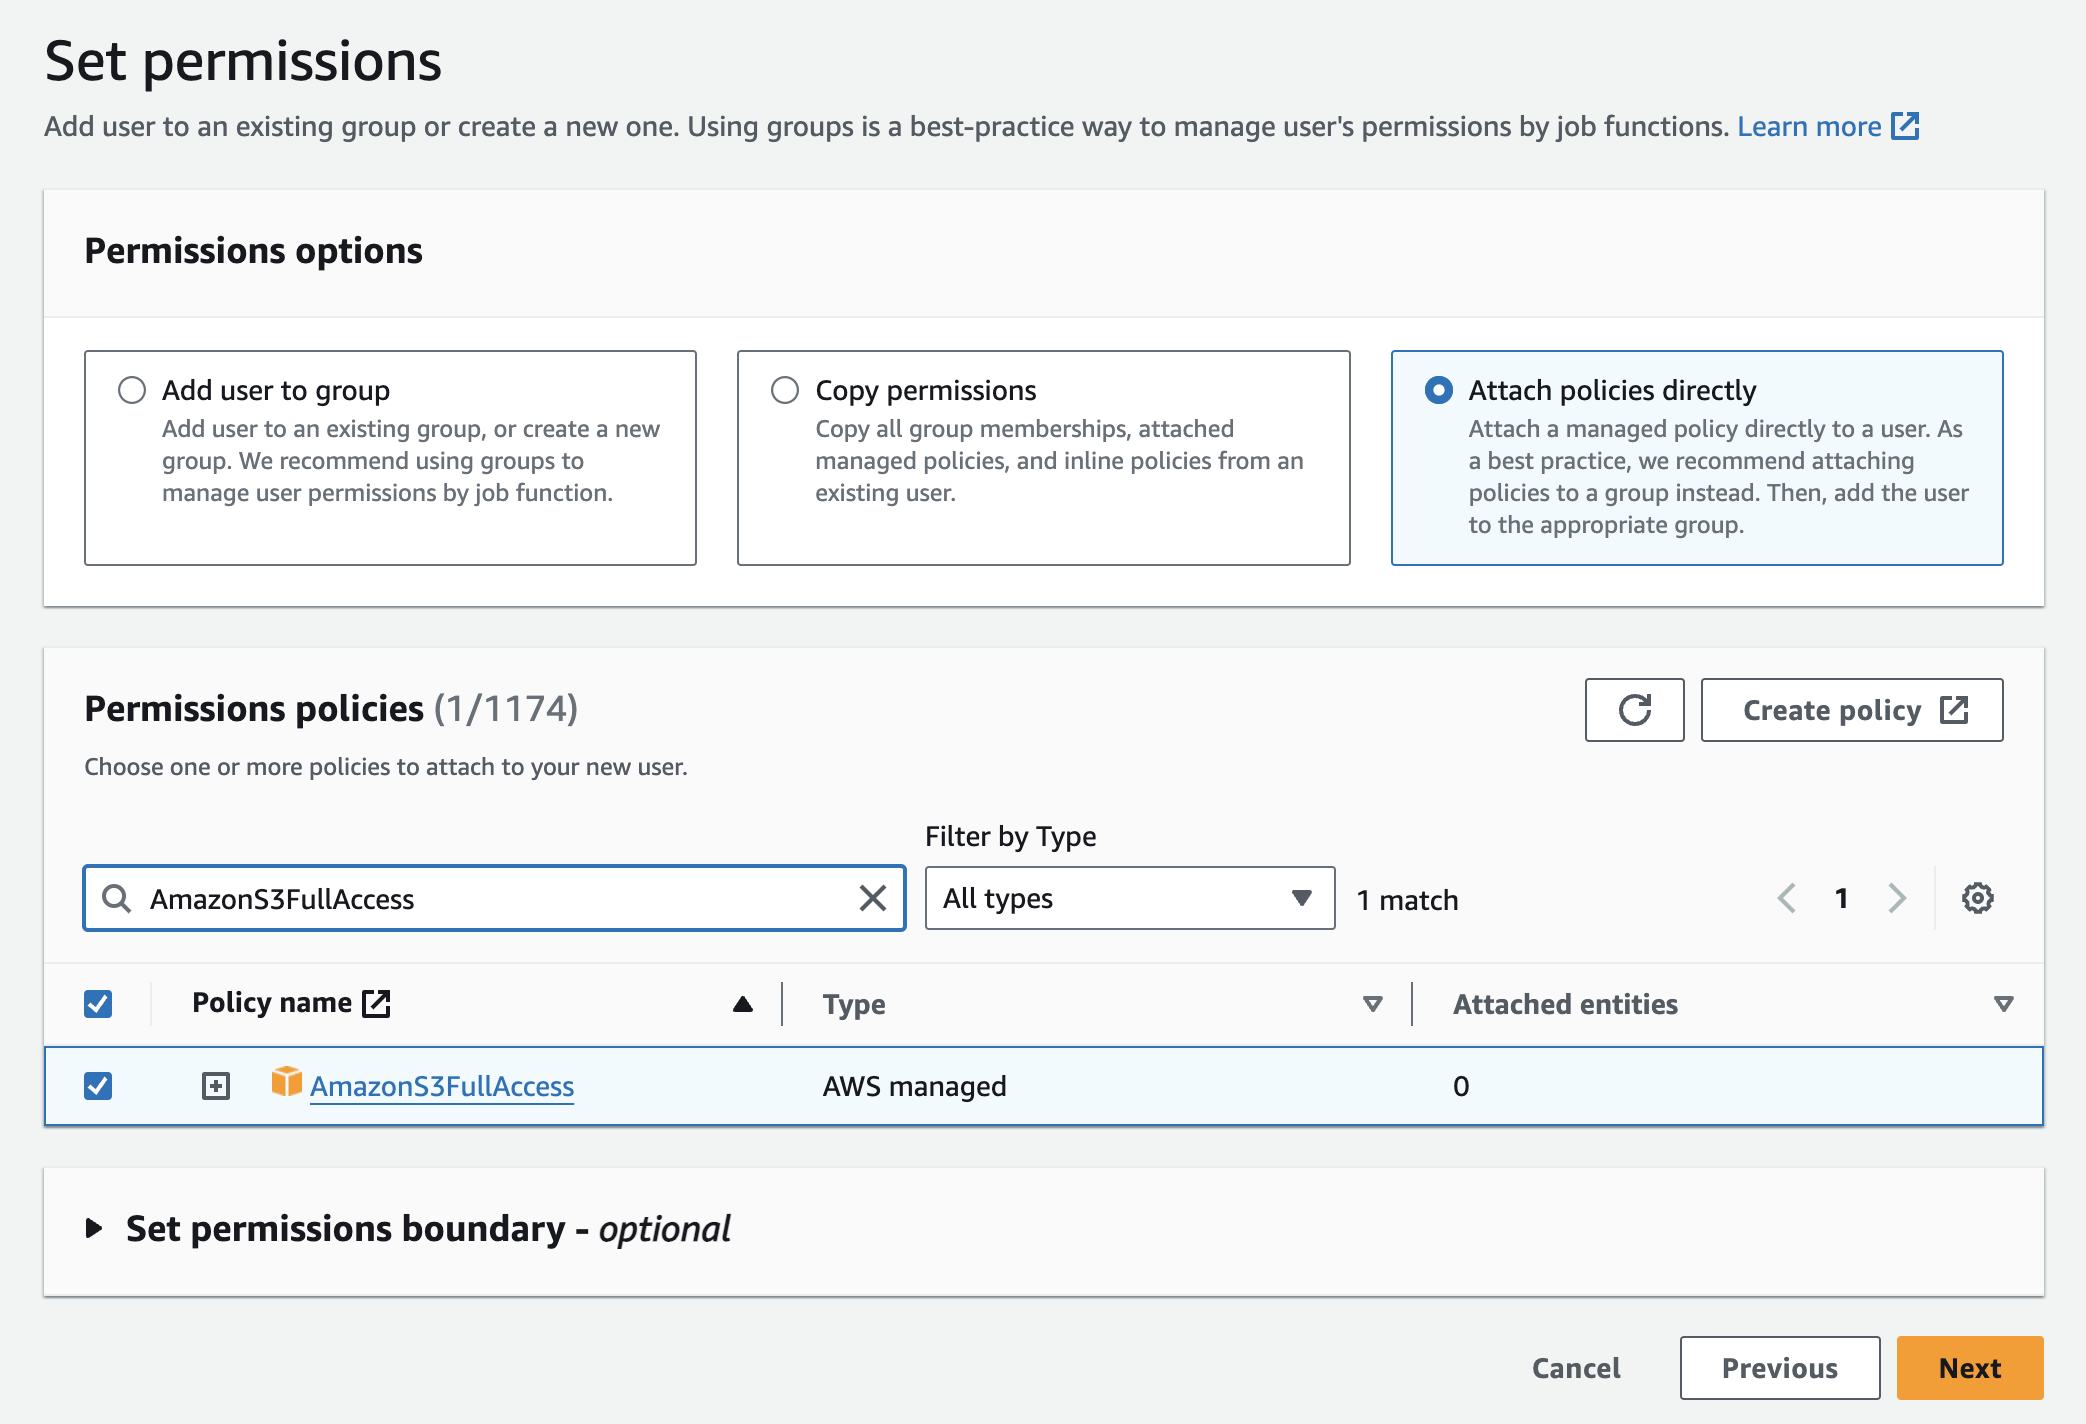 Set permissions
Add user to an existing group or create a new one. Using groups is a best-practice way to manage user's permissions by job functions. Learn more
Permissions options
Add user to group
Add user to an existing group, or create a new
group. We recommend using groups to
manage user permissions by job function.
Copy permissions
Copy all group memberships, attached
managed policies, and inline policies from an
existing user.
Attach policies directly
Attach a managed policy directly to a user. As
a best practice, we recommend attaching
policies to a group instead. Then, add the user
to the appropriate group.
Permissions policies (1/1174)
Create policy
Choose one or more policies to attach to your new user.
Filter by Type
AmazonS3FullAccess
All types
1 match
1
Policy name
Type
Attached entities
AmazonS3FullAccess
AWS managed
0
Set permissions boundary - optional
Cancel
Previous
Next